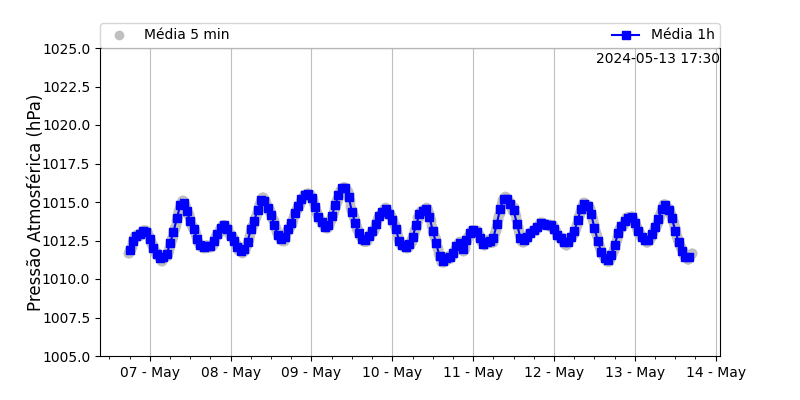 Média 5 min
Média 1h
2024-05-13 17:30
Pressão Atmosférica (hPa)
1025.0
1022.5
1020.0
1017.5
1015.0
1012.5
1010.0
1007.5
1005.0
07 - May 08 - May 09 - May 10 - May 11 - May 12 - May 13 - May 14 - May